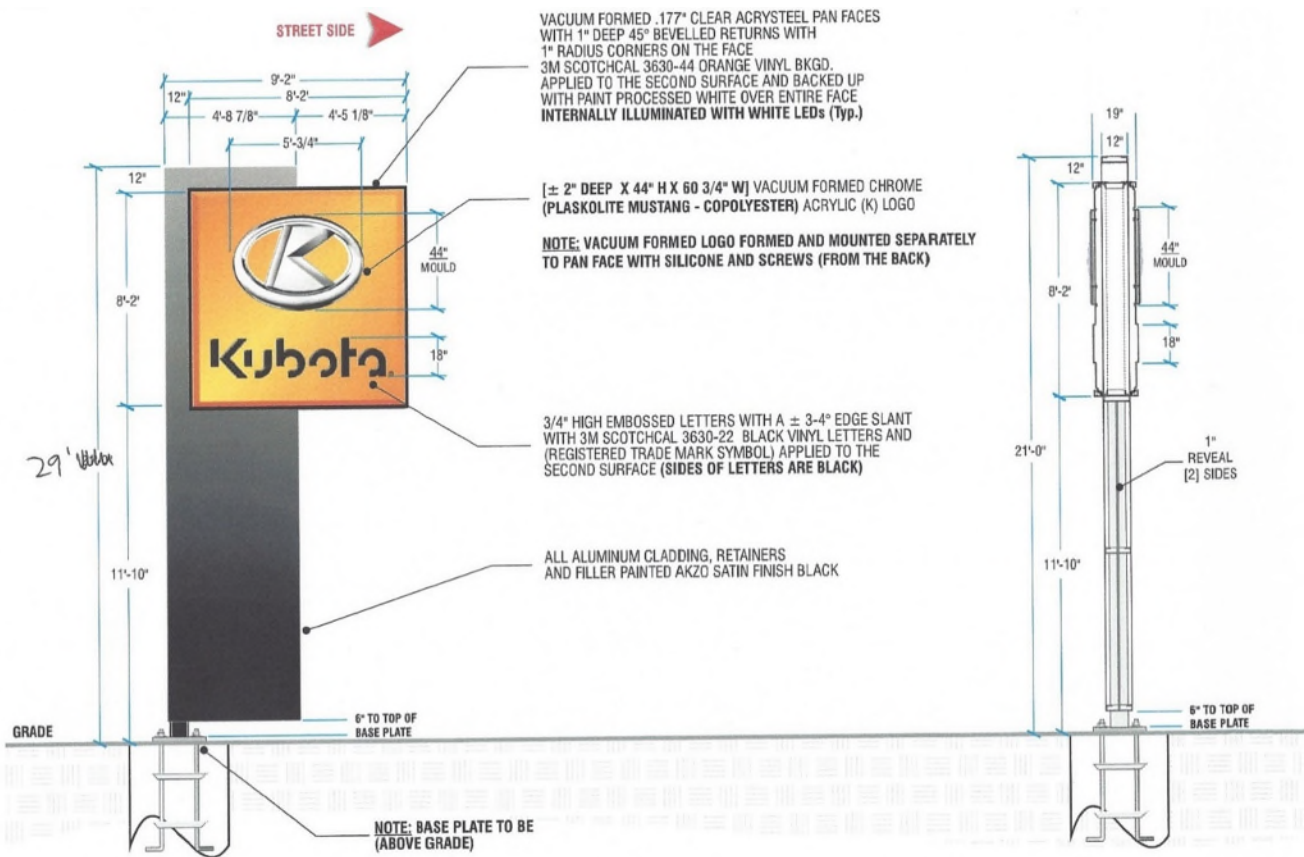 STREET SIDE
9'-2"
12"
8'-2'
4'-8 7/8"
4'-5 1/8"
5'-3/4"
12"
8'-2'
44"
MOULD
18"
Kubota
29'
11'-10"
6" TO TOP OF
BASE PLATE
GRADE
NOTE: BASE PLATE TO BE
(ABOVE GRADE)
VACUUM FORMED .177" CLEAR ACRYSTEEL PAN FACES
WITH 1" DEEP 45° BEVELLED RETURNS WITH
1" RADIUS CORNERS ON THE FACE
3M SCOTCHCAL 3630-44 ORANGE VINYL BKGD.
APPLIED TO THE SECOND SURFACE AND BACKED UP
WITH PAINT PROCESSED WHITE OVER ENTIRE FACE
INTERNALLY ILLUMINATED WITH WHITE LEDs (Typ.)
[± 2" DEEP X 44" H X 60 3/4" W] VACUUM FORMED CHROME
(PLASKOLITE MUSTANG - COPOLYESTER) ACRYLIC (K) LOGO
NOTE: VACUUM FORMED LOGO FORMED AND MOUNTED SEPARATELY
TO PAN FACE WITH SILICONE AND SCREWS (FROM THE BACK)
3/4" HIGH EMBOSSED LETTERS WITH A ± 3-4° EDGE SLANT
WITH 3M SCOTCHCAL 3630-22 BLACK VINYL LETTERS AND
(REGISTERED TRADE MARK SYMBOL) APPLIED TO THE
SECOND SURFACE (SIDES OF LETTERS ARE BLACK)
ALL ALUMINUM CLADDING, RETAINERS
AND FILLER PAINTED AKZO SATIN FINISH BLACK
19"
12"
12"
8'-2'
44"
MOULD
18"
21'-0"
1"
REVEAL
[2] SIDES
11'-10"
6" TO TOP OF
BASE PLATE